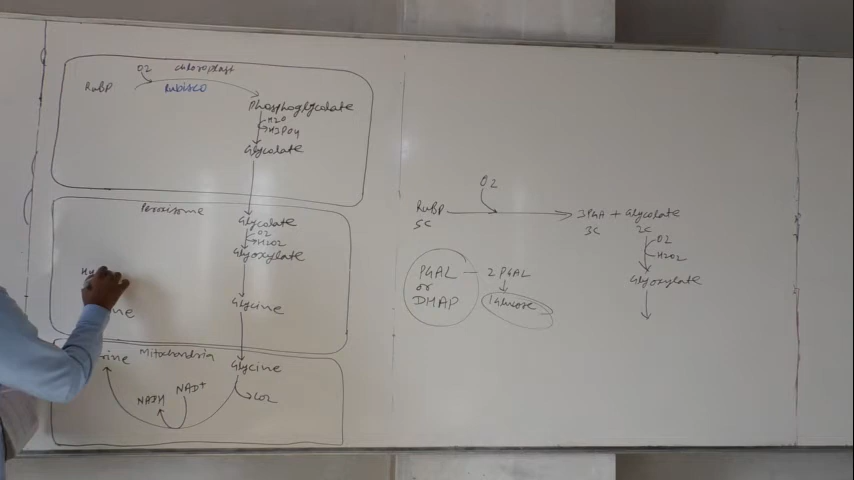 O2 chloroplast
RuBP RUBISCO
Phosphoglycolate
H2O
H3PO4
Glycolate
Peroxisome
Glycolate
O2
H2O2
Glyoxylate
Glycine
Mitochondria
Glycine
CO2
NAD+
NADH
O2
RuBP
5C
3PGA + Glycolate
3C 2C
O2
H2O2
Glyoxylate
PGAL
or
DHAP
2 PGAL
1Glucose